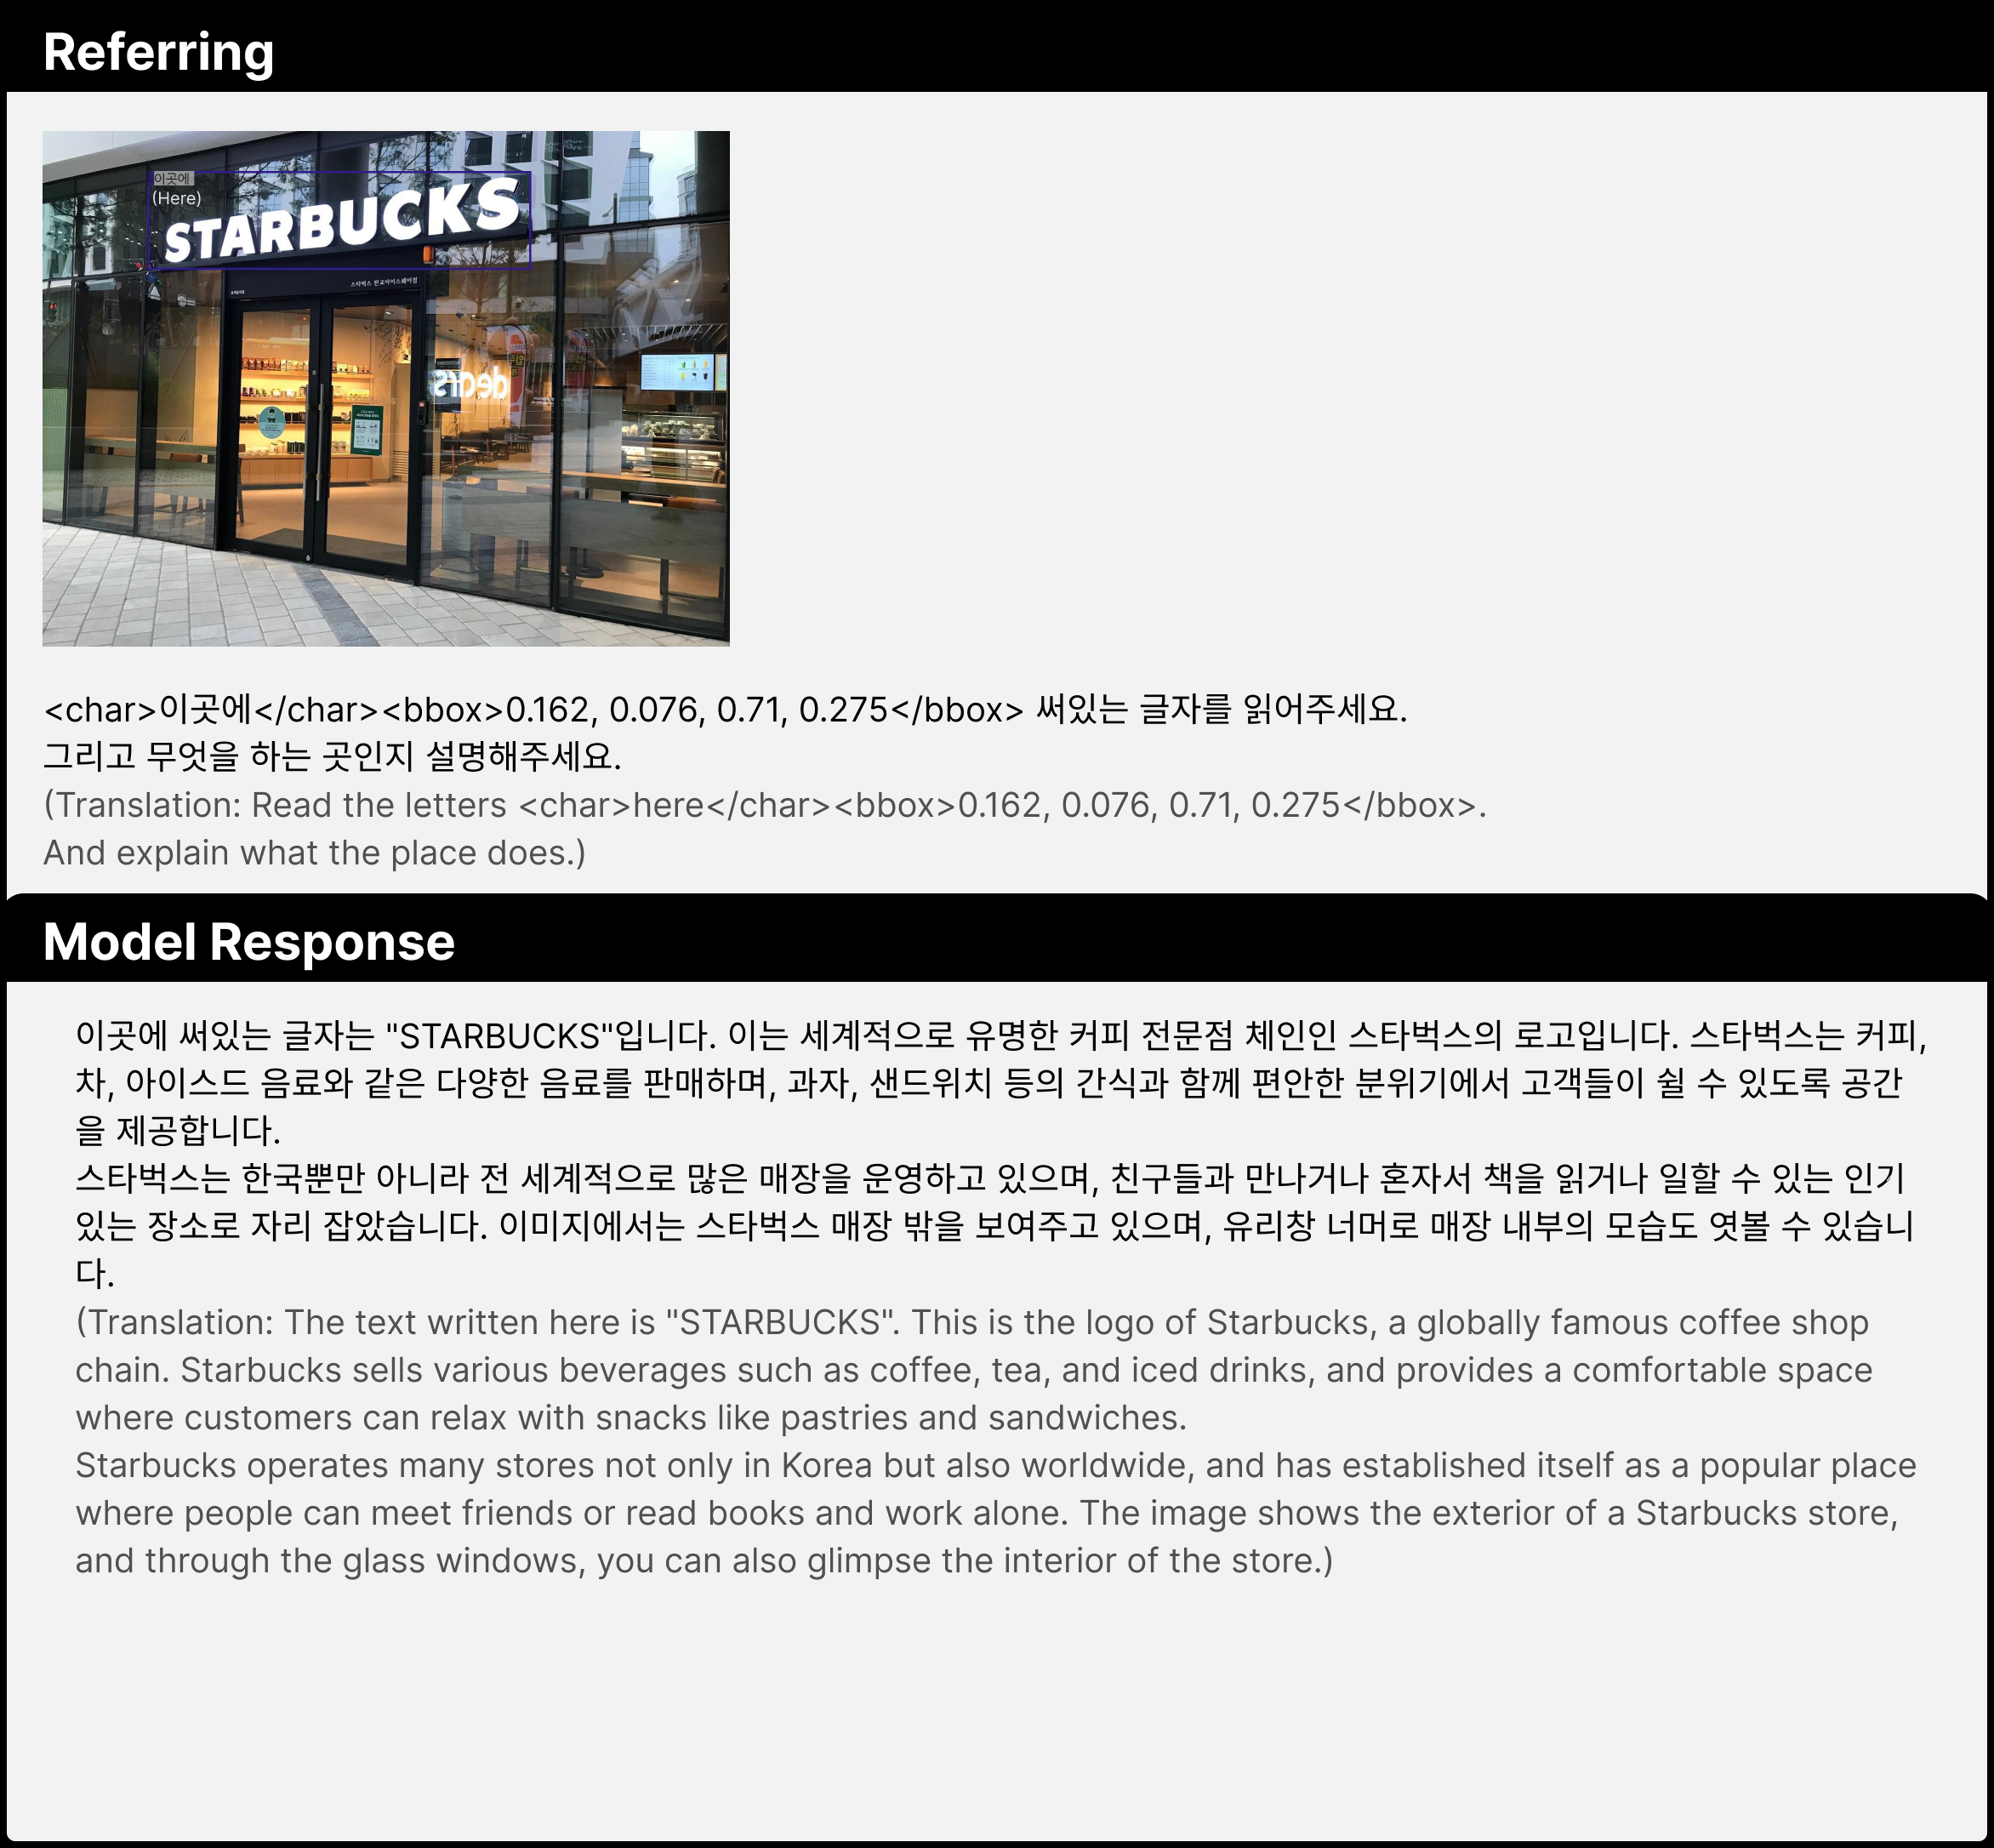 Referring
이곳에
(Here)
STARBUCKS
스타벅스 판교아이스퀘어점
dears
<char>이곳에</char><bbox>0.162, 0.076, 0.71, 0.275</bbox> 써있는 글자를 읽어주세요.
그리고 무엇을 하는 곳인지 설명해주세요.
(Translation: Read the letters <char>here</char><bbox>0.162, 0.076, 0.71, 0.275</bbox>.
And explain what the place does.)
Model Response
이곳에 써있는 글자는 "STARBUCKS"입니다. 이는 세계적으로 유명한 커피 전문점 체인인 스타벅스의 로고입니다. 스타벅스는 커피,
차, 아이스드 음료와 같은 다양한 음료를 판매하며, 과자, 샌드위치 등의 간식과 함께 편안한 분위기에서 고객들이 쉴 수 있도록 공간
을 제공합니다.
스타벅스는 한국뿐만 아니라 전 세계적으로 많은 매장을 운영하고 있으며, 친구들과 만나거나 혼자서 책을 읽거나 일할 수 있는 인기
있는 장소로 자리 잡았습니다. 이미지에서는 스타벅스 매장 밖을 보여주고 있으며, 유리창 너머로 매장 내부의 모습도 엿볼 수 있습니
다.
(Translation: The text written here is "STARBUCKS". This is the logo of Starbucks, a globally famous coffee shop
chain. Starbucks sells various beverages such as coffee, tea, and iced drinks, and provides a comfortable space
where customers can relax with snacks like pastries and sandwiches.
Starbucks operates many stores not only in Korea but also worldwide, and has established itself as a popular place
where people can meet friends or read books and work alone. The image shows the exterior of a Starbucks store,
and through the glass windows, you can also glimpse the interior of the store.)